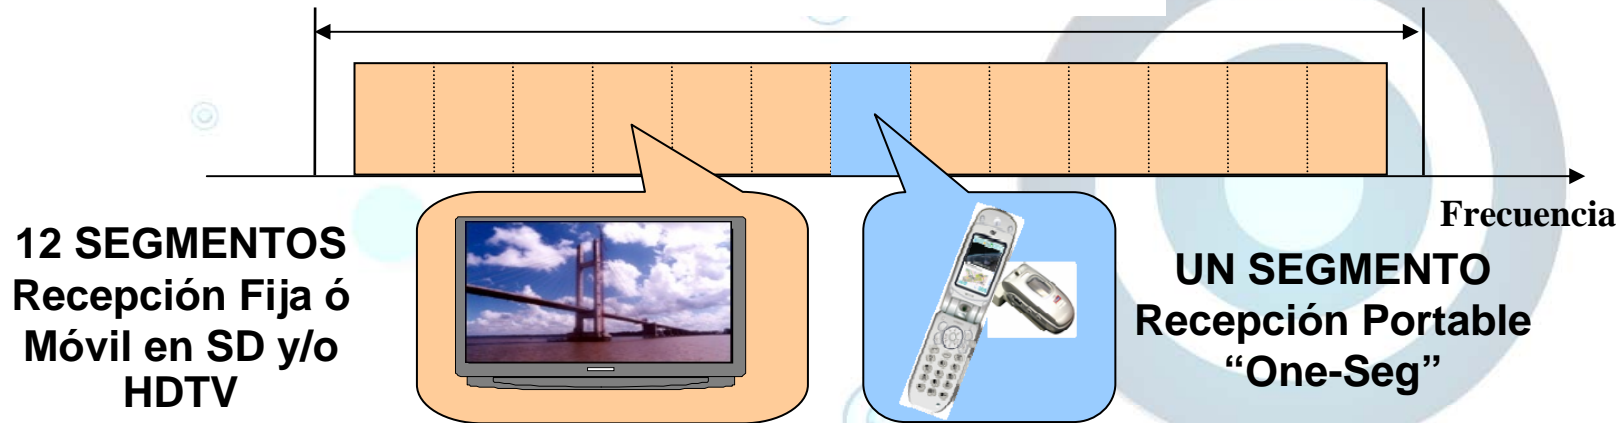 Frecuencia
12 SEGMENTOS
Recepción Fija ó
Móvil en SD y/o
HDTV
UN SEGMENTO
Recepción Portable
“One-Seg”